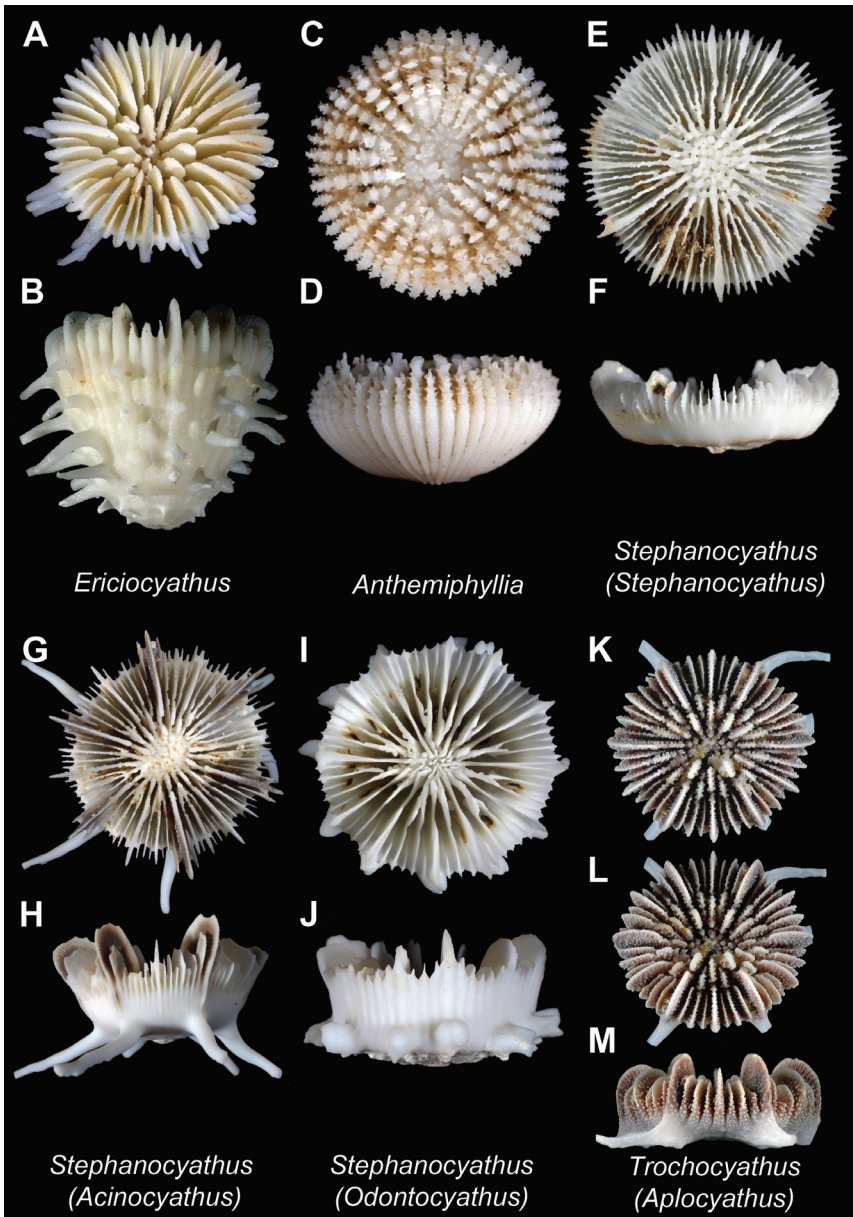 A
C
E
B
D
F
Ericiocyathus
Anthemiphyllia
Stephanocyathus
(Stephanocyathus)
G
I
K
L
H
J
M
Stephanocyathus
(Acinocyathus)
Stephanocyathus
(Odontocyathus)
Trochocyathus
(Aplocyathus)